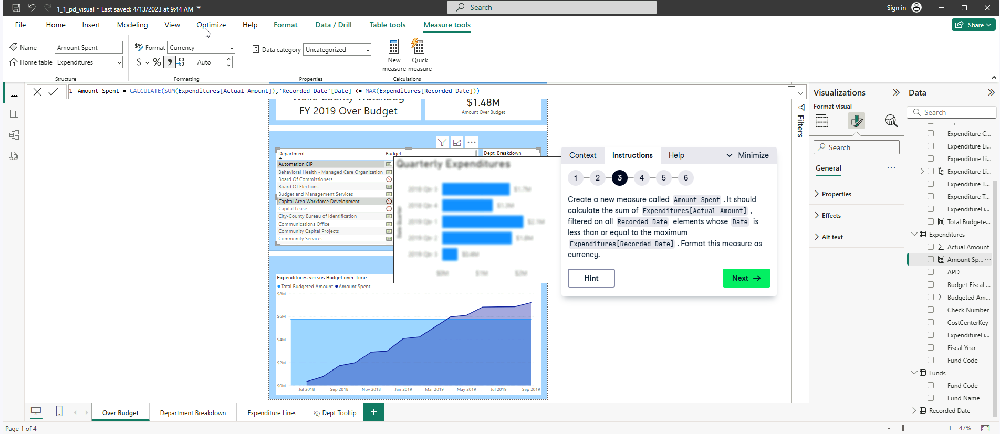 1_1_pd_visual • Last saved: 4/13/2023 at 9:44 AM
Search
Sign in
File
Home
Insert
Modeling
View
Optimize
Help
Format
Data / Drill
Table tools
Measure tools
Share
Name
Amount Spent
Home table
Expenditures
Structure
Format
Currency
$
%
Auto
Formatting
Data category
Uncategorized
Properties
New measure
Quick measure
Calculations
1 Amount Spent = CALCULATE(SUM(Expenditures[Actual Amount]),'Recorded Date'[Date] <= MAX(Expenditures[Recorded Date]))
Wake County Watchdog
FY 2019 Over Budget
$1.48M
Amount Over Budget
Department
Budget
Dept. Breakdown
Automation CIP
Behavioral Health - Managed Care Organization
Board Of Commissioners
Board Of Elections
Budget and Management Services
Capital Area Workforce Development
Capital Lease
City-County Bureau of Identification
Communications Office
Community Capital Projects
Community Services
Quarterly Expenditures
Date Quarter
2018 Qtr 3
$1.7M
2018 Qtr 4
$1.3M
2019 Qtr 1
$2.1M
2019 Qtr 2
$1.8M
2019 Qtr 3
$0.4M
$0M
$1M
$2M
Expenditures versus Budget over Time
Total Budgeted Amount
Amount Spent
$8M
$6M
$4M
$2M
$0M
Jul 2018
Sep 2018
Nov 2018
Jan 2019
Mar 2019
May 2019
Jul 2019
Sep 2019
Context
Instructions
Help
Minimize
1
2
3
4
5
6
Create a new measure called Amount Spent . It should
calculate the sum of Expenditures[Actual Amount] ,
filtered on all Recorded Date elements whose Date is
less than or equal to the maximum
Expenditures[Recorded Date] . Format this measure as
currency.
Hint
Next
Filters
Visualizations
Format visual
Search
General
Properties
Effects
Alt text
Data
Search
Expenditure C...
Expenditure Li...
Expenditure Li...
Expenditure Li...
Expenditure T...
Expenditure T...
ExpenditureLi...
Total Budgete...
Expenditures
Actual Amount
Amount Sp...
APD
Budget Fiscal ...
Budgeted Am...
Check Number
CostCenterKey
ExpenditureLi...
Fiscal Year
Fund Code
Funds
Fund Code
Fund Name
Recorded Date
Over Budget
Department Breakdown
Expenditure Lines
Dept Tooltip
Page 1 of 4
47%